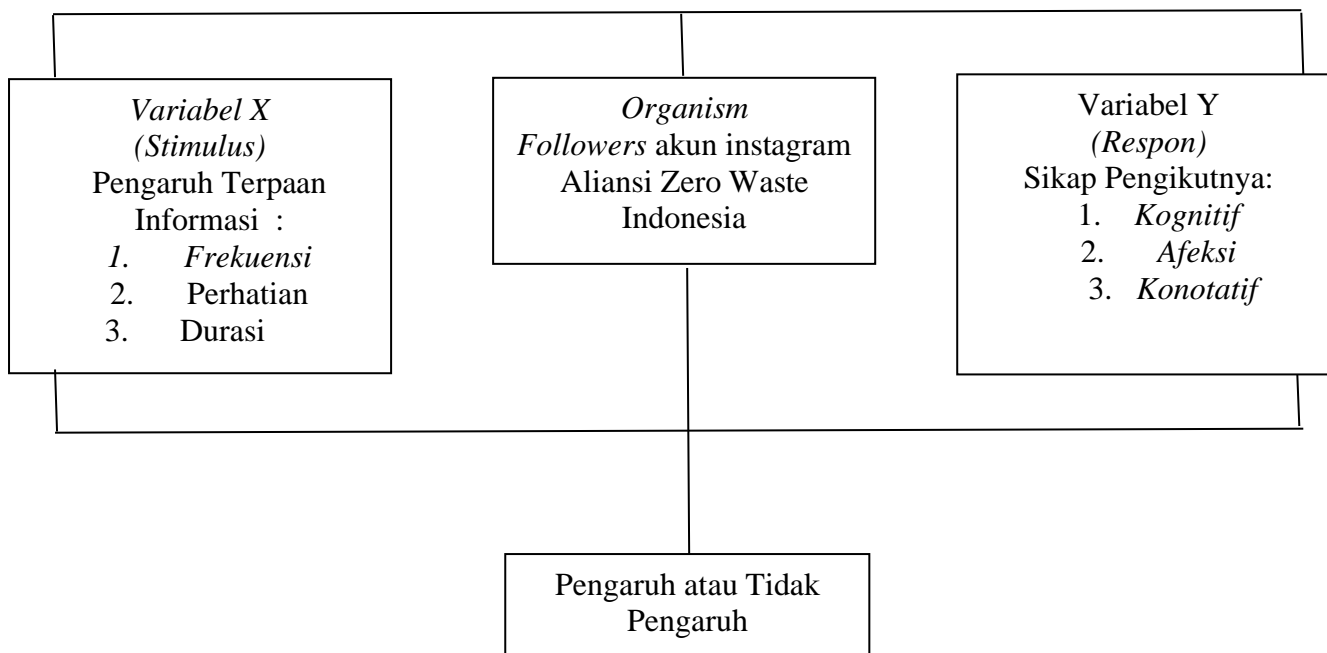 Variabel X
(Stimulus)
Pengaruh Terpaan
Informasi :
1. Frekuensi
2. Perhatian
3. Durasi
Organism
Followers akun instagram
Aliansi Zero Waste
Indonesia
Variabel Y
(Respon)
Sikap Pengikutnya:
1. Kognitif
2. Afeksi
3. Konotatif
Pengaruh atau Tidak
Pengaruh